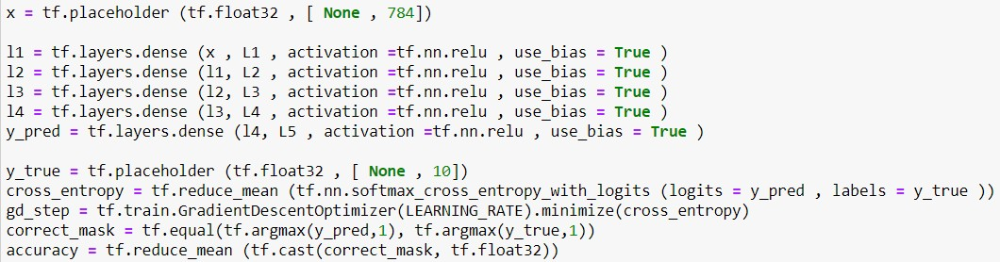 x = tf.placeholder (tf.float32 , [ None , 784])
l1 = tf.layers.dense (x , L1 , activation =tf.nn.relu , use_bias = True )
l2 = tf.layers.dense (l1, L2 , activation =tf.nn.relu , use_bias = True )
l3 = tf.layers.dense (l2, L3 , activation =tf.nn.relu , use_bias = True )
l4 = tf.layers.dense (l3, L4 , activation =tf.nn.relu , use_bias = True )
y_pred = tf.layers.dense (l4, L5 , activation =tf.nn.relu , use_bias = True )
y_true = tf.placeholder (tf.float32 , [ None , 10])
cross_entropy = tf.reduce_mean (tf.nn.softmax_cross_entropy_with_logits (logits = y_pred , labels = y_true ))
gd_step = tf.train.GradientDescentOptimizer(LEARNING_RATE).minimize(cross_entropy)
correct_mask = tf.equal(tf.argmax(y_pred,1), tf.argmax(y_true,1))
accuracy = tf.reduce_mean (tf.cast(correct_mask, tf.float32))